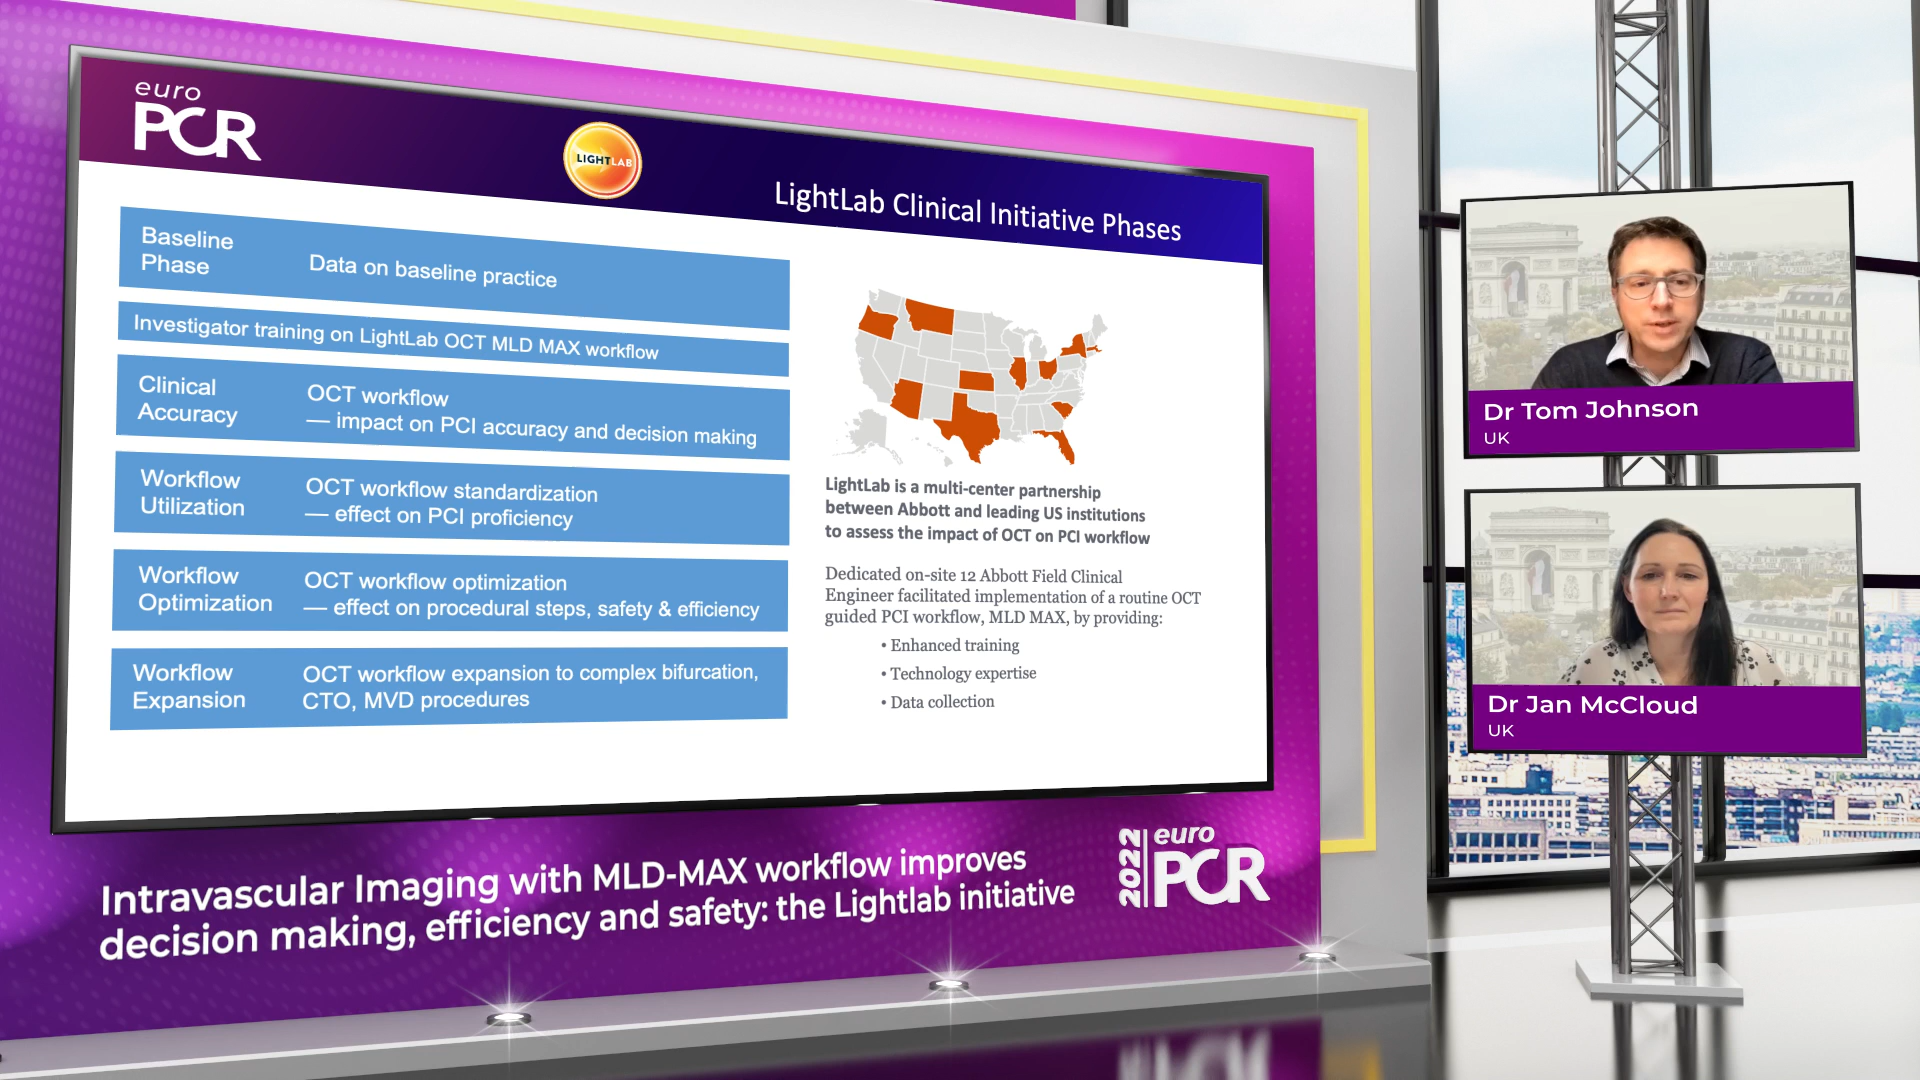 euro
PCR
LIGHTLAB
LightLab Clinical Initiative Phases
Baseline
Phase
Data on baseline practice
Investigator training on LightLab OCT MLD MAX workflow
Clinical
Accuracy
OCT workflow
— impact on PCI accuracy and decision making
Workflow
Utilization
OCT workflow standardization
— effect on PCI proficiency
Workflow
Optimization
OCT workflow optimization
— effect on procedural steps, safety & efficiency
Workflow
Expansion
OCT workflow expansion to complex bifurcation,
CTO, MVD procedures
LightLab is a multi-center partnership
between Abbott and leading US institutions
to assess the impact of OCT on PCI workflow
Dedicated on-site 12 Abbott Field Clinical
Engineer facilitated implementation of a routine OCT
guided PCI workflow, MLD MAX, by providing:
• Enhanced training
• Technology expertise
• Data collection
Intravascular Imaging with MLD-MAX workflow improves
decision making, efficiency and safety: the Lightlab initiative
2022
euro
PCR
Dr Tom Johnson
UK
Dr Jan McCloud
UK